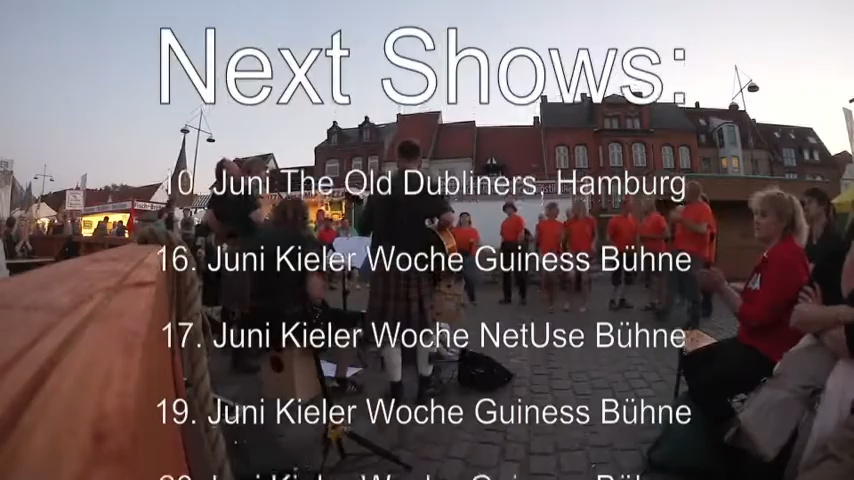 Next Shows:
10. Juni The Old Dubliners, Hamburg
16. Juni Kieler Woche Guiness Bühne
17. Juni Kieler Woche NetUse Bühne
19. Juni Kieler Woche Guiness Bühne